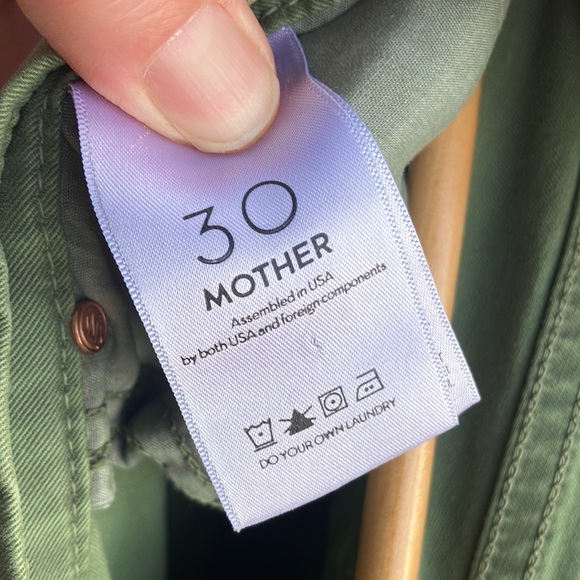 30
MOTHER
Assembled in USA
by both USA and foreign components
DO YOUR OWN LAUNDRY